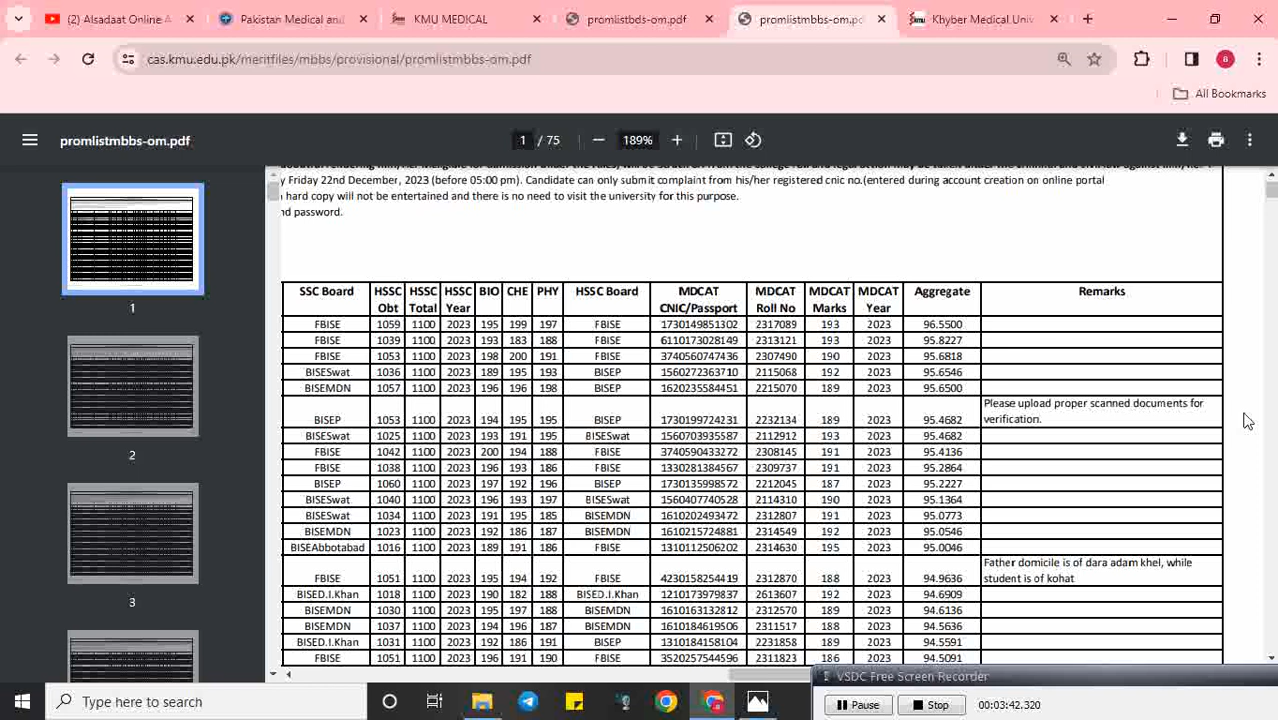 (2) Alsadaat Online A
Pakistan Medical and
KMU MEDICAL
promlistbds-om.pdf
promlistmbbs-om.pd
Khyber Medical Univ
cas.kmu.edu.pk/meritfiles/mbbs/provisional/promlistmbbs-om.pdf
a
All Bookmarks
promlistmbbs-om.pdf
1 / 75
189%
y Friday 22nd December, 2023 (before 05:00 pm). Candidate can only submit complaint from his/her registered cnic no.(entered during account creation on online portal
hard copy will not be entertained and there is no need to visit the university for this purpose.
nd password.
SSC Board HSSC Obt HSSC Total HSSC Year BIO CHE PHY HSSC Board MDCAT CNIC/Passport MDCAT Roll No MDCAT Marks MDCAT Year Aggregate Remarks
FBISE 1059 1100 2023 195 199 197 FBISE 1730149851302 2317089 193 2023 96.5500
FBISE 1039 1100 2023 193 183 188 FBISE 6110173028149 2313121 193 2023 95.8227
FBISE 1053 1100 2023 198 200 191 FBISE 3740560747436 2307490 190 2023 95.6818
BISESwat 1036 1100 2023 189 195 193 BISEP 1560272363710 2115068 192 2023 95.6546
BISEMDN 1057 1100 2023 196 196 198 BISEP 1620235584451 2215070 189 2023 95.6500
BISEP 1053 1100 2023 194 195 195 BISEP 1730199724231 2232134 189 2023 95.4682 Please upload proper scanned documents for verification.
BISESwat 1025 1100 2023 193 191 195 BISESwat 1560703935587 2112912 193 2023 95.4682
FBISE 1042 1100 2023 200 194 188 FBISE 3740590433272 2308145 191 2023 95.4136
FBISE 1038 1100 2023 196 193 186 FBISE 1330281384567 2309737 191 2023 95.2864
BISEP 1060 1100 2023 197 192 196 BISEP 1730135998572 2212045 187 2023 95.2227
BISESwat 1040 1100 2023 196 193 197 BISESwat 1560407740528 2114310 190 2023 95.1364
BISESwat 1034 1100 2023 191 195 185 BISEMDN 1610202493472 2312807 191 2023 95.0773
BISEMDN 1023 1100 2023 192 186 187 BISEMDN 1610215724881 2314549 192 2023 95.0546
BISEAbbotabad 1016 1100 2023 189 191 186 FBISE 1310112506202 2314630 195 2023 95.0046
FBISE 1051 1100 2023 195 194 192 FBISE 4230158254419 2312870 188 2023 94.9636 Father domicile is of dara adam khel, while student is of kohat
BISED.I.Khan 1018 1100 2023 190 182 188 BISED.I.Khan 1210173979837 2613607 192 2023 94.6909
BISEMDN 1030 1100 2023 195 197 188 BISEMDN 1610163132812 2312570 189 2023 94.6136
BISEMDN 1037 1100 2023 194 196 187 BISEMDN 1610184619506 2311517 188 2023 94.5636
BISED.I.Khan 1031 1100 2023 192 186 191 BISEP 1310184158104 2231858 189 2023 94.5591
FBISE 1051 1100 2023 196 191 190 FBISE 3520257544596 2311823 186 2023 94.5091
1
2
3
VSDC Free Screen Recorder
Type here to search
Pause
Stop
00:03:42.320